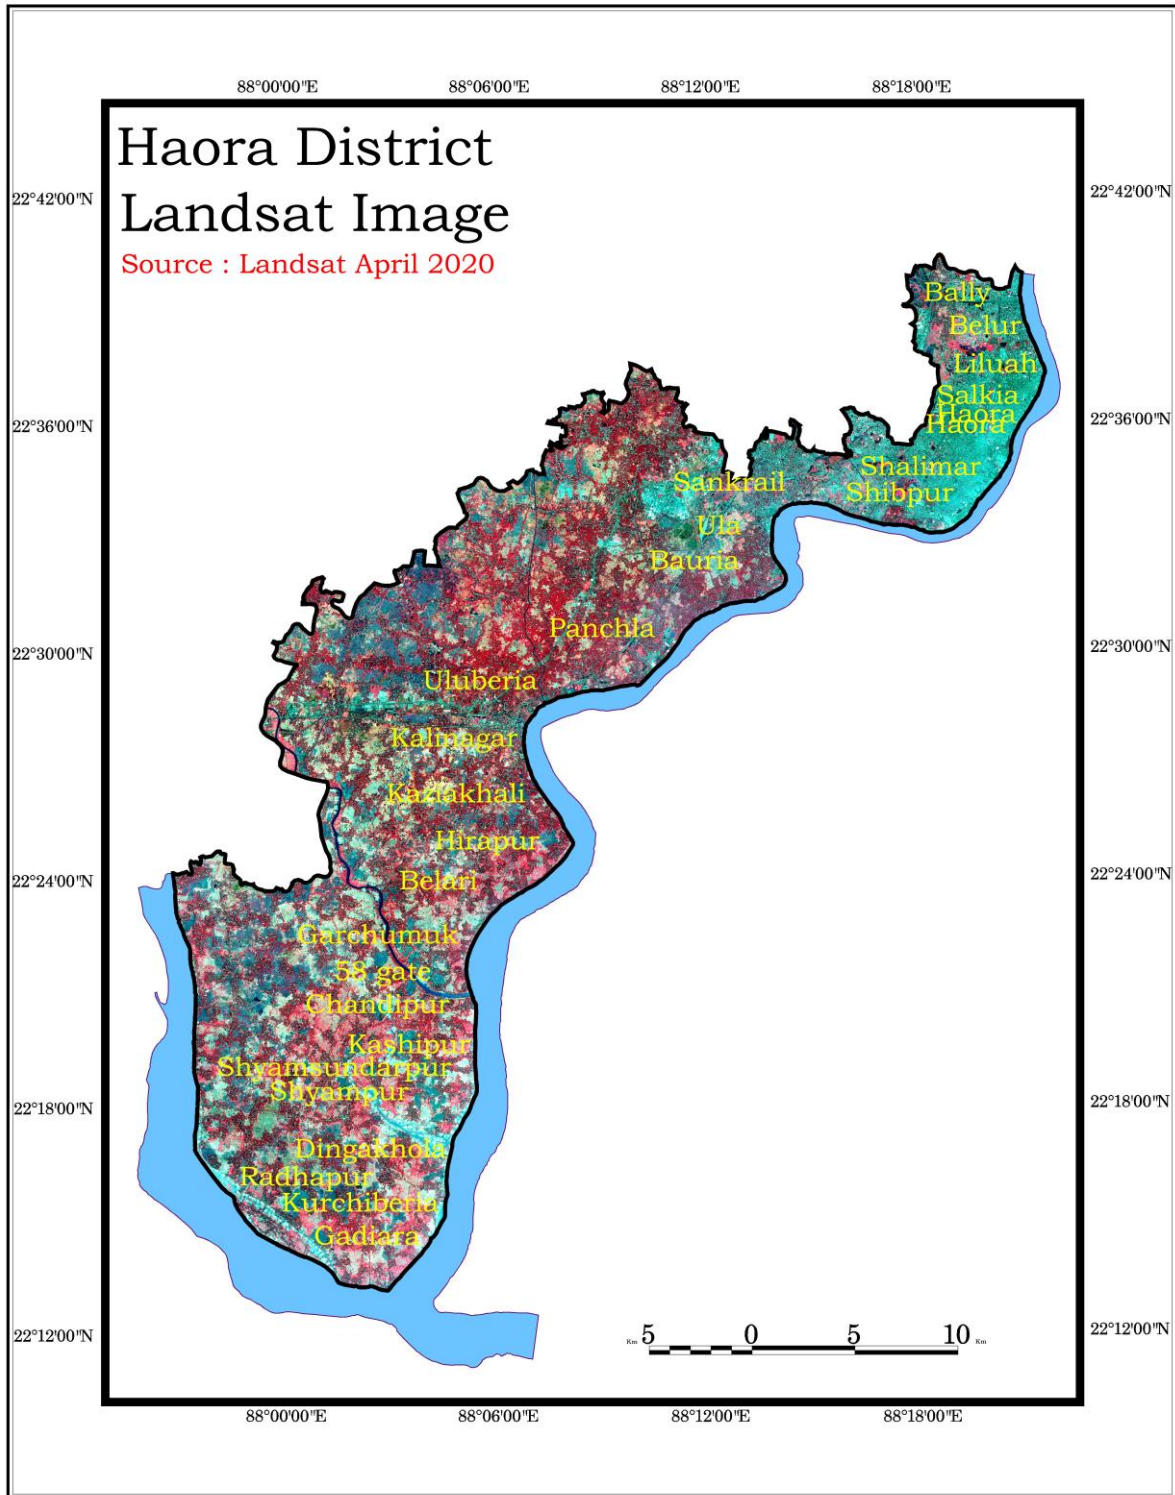 88°00'00"E 88°06'00"E 88°12'00"E 88°18'00"E
Haora District
Landsat Image
Source : Landsat April 2020
22°42'00"N 22°42'00"N
Bally
Belur
Liluah
Salkia
Haora
Haora
22°36'00"N 22°36'00"N
Shalimar
Sankrail
Shibpur
Ula
Bauria
Panchla
22°30'00"N 22°30'00"N
Uluberia
Kalinagar
Kaziakhali
Hirapur
Belari
22°24'00"N 22°24'00"N
Garchumuk
58 gate
Chandipur
Kashipur
Shyamsundarpur
Shyampur
22°18'00"N 22°18'00"N
Dingakhola
Radhapur
Kurchiberia
Gadiara
22°12'00"N 22°12'00"N
Km 5 0 5 10 Km
88°00'00"E 88°06'00"E 88°12'00"E 88°18'00"E